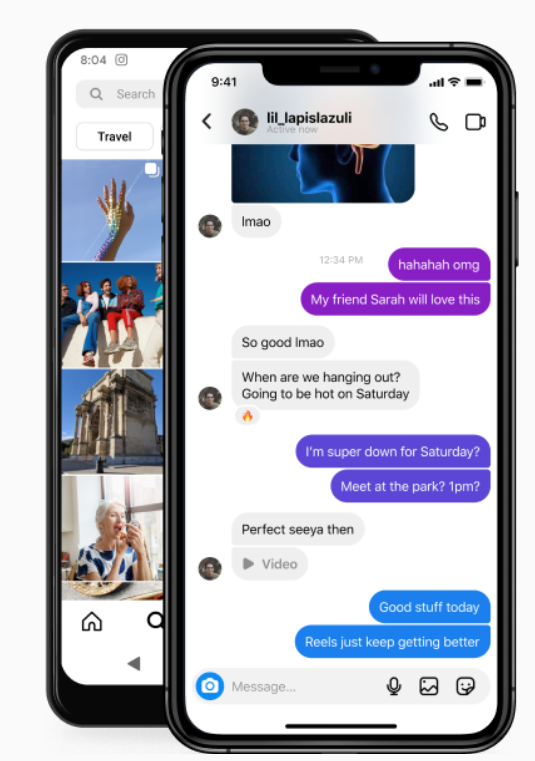 8:04
Search
Travel
9:41
lil_lapislazuli
Active now
lmao
12:34 PM
hahahah omg
My friend Sarah will love this
So good lmao
When are we hanging out?
Going to be hot on Saturday
I'm super down for Saturday?
Meet at the park? 1pm?
Perfect seeya then
Video
Good stuff today
Reels just keep getting better
Message...